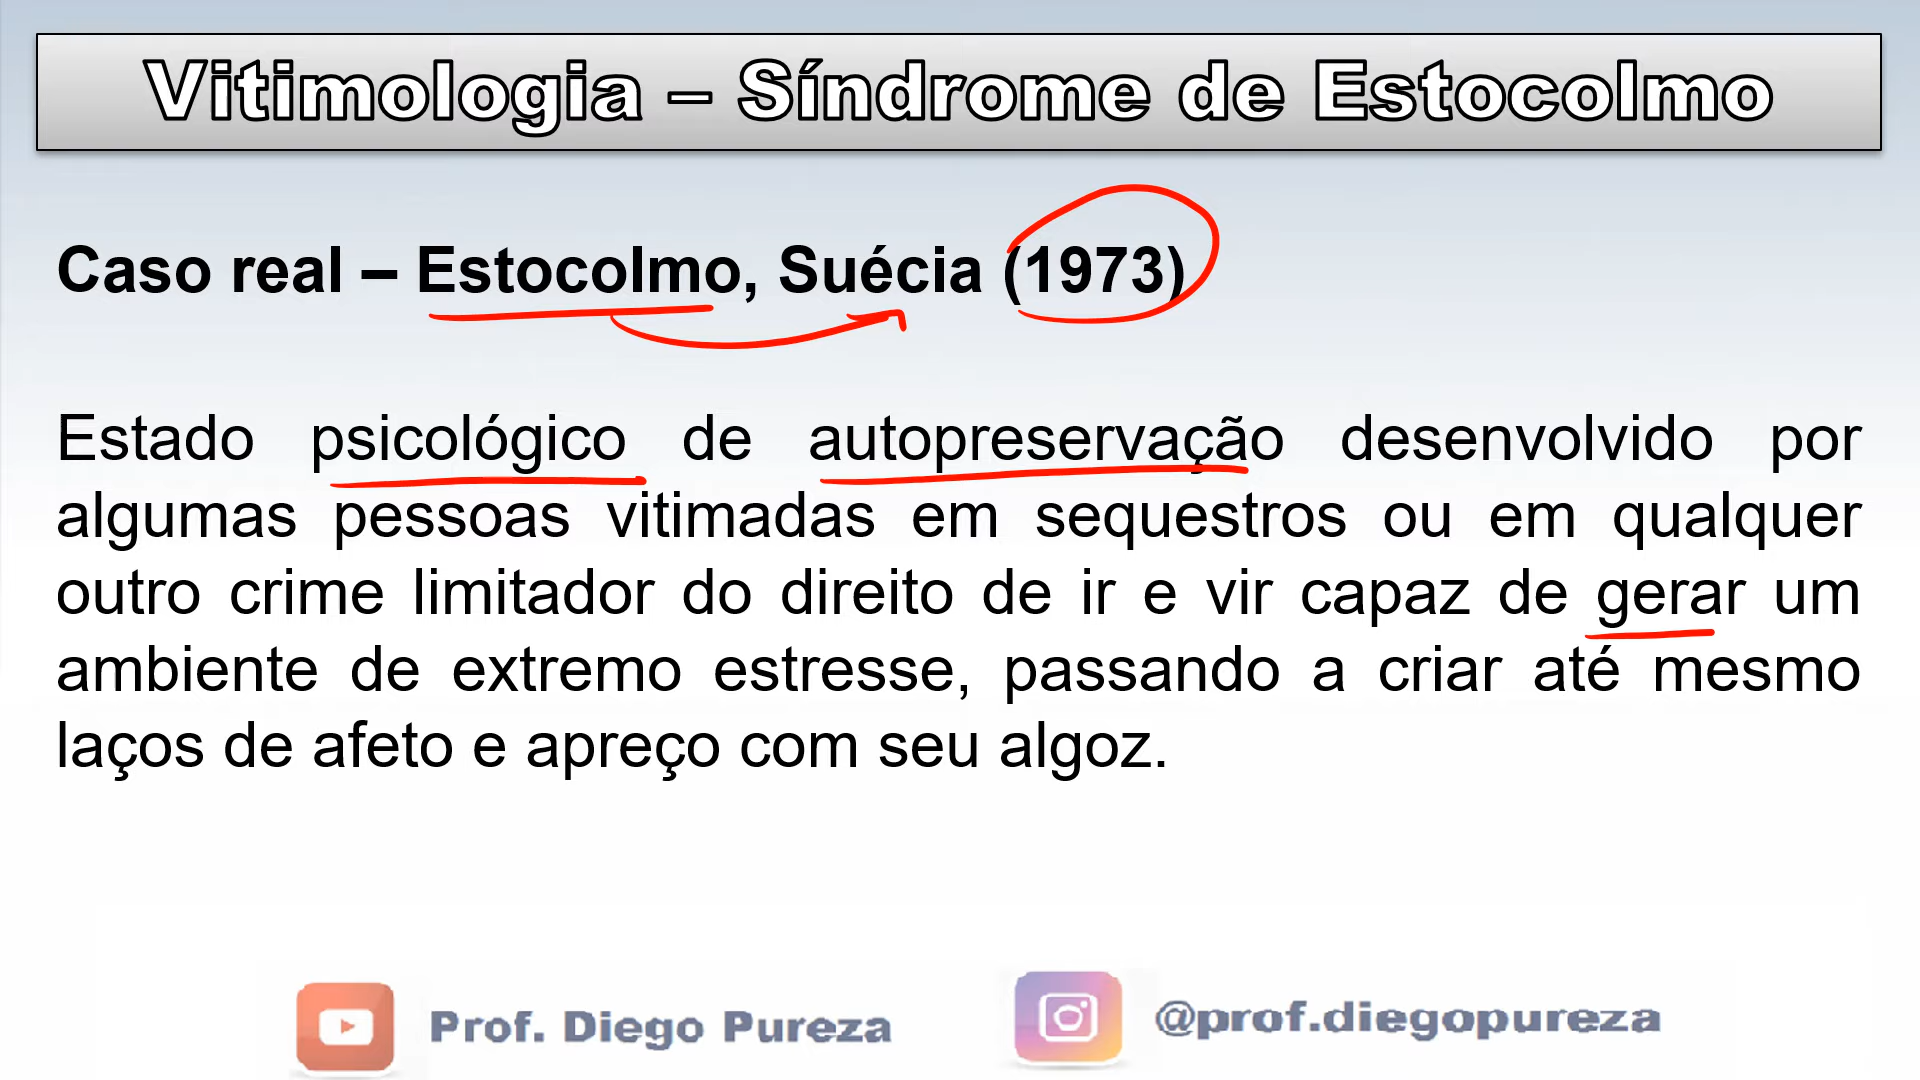 Vitimologia – Síndrome de Estocolmo
Caso real – Estocolmo, Suécia (1973)
Estado psicológico de autopreservação desenvolvido por
algumas pessoas vitimadas em sequestros ou em qualquer
outro crime limitador do direito de ir e vir capaz de gerar um
ambiente de extremo estresse, passando a criar até mesmo
laços de afeto e apreço com seu algoz.
Prof. Diego Pureza
@prof.diegopureza